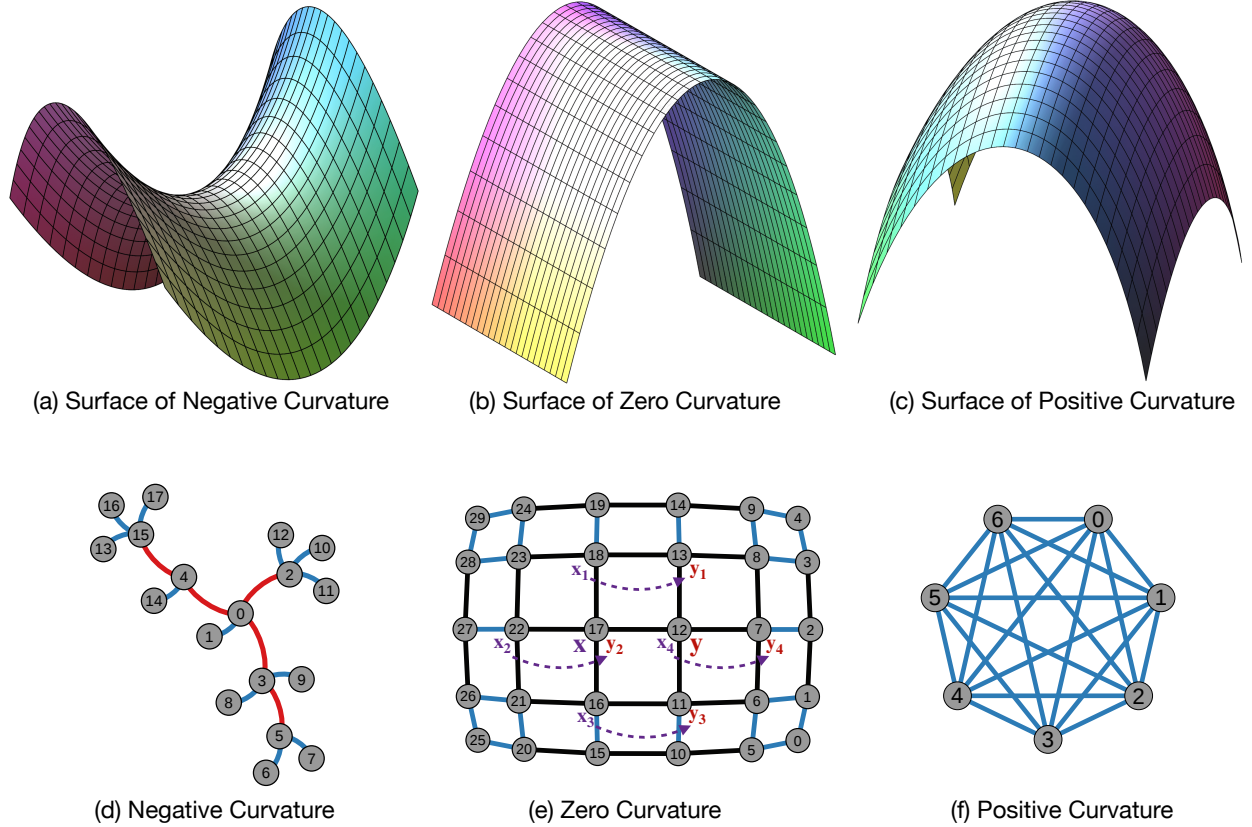 (a) Surface of Negative Curvature
(b) Surface of Zero Curvature
(c) Surface of Positive Curvature
16 17
13 15
12
10
4 2
14 11
0
1
3 9
8
5
6 7
(d) Negative Curvature
29 24 19 14 9 4
28 23 18 13 8 3
x1 y1
27 22 17 12 7 2
x2 x y2 x4 y y4
26 21 16 11 6 1
x3 y3
25 20 15 10 5 0
(e) Zero Curvature
6 0
5 1
4 2
3
(f) Positive Curvature